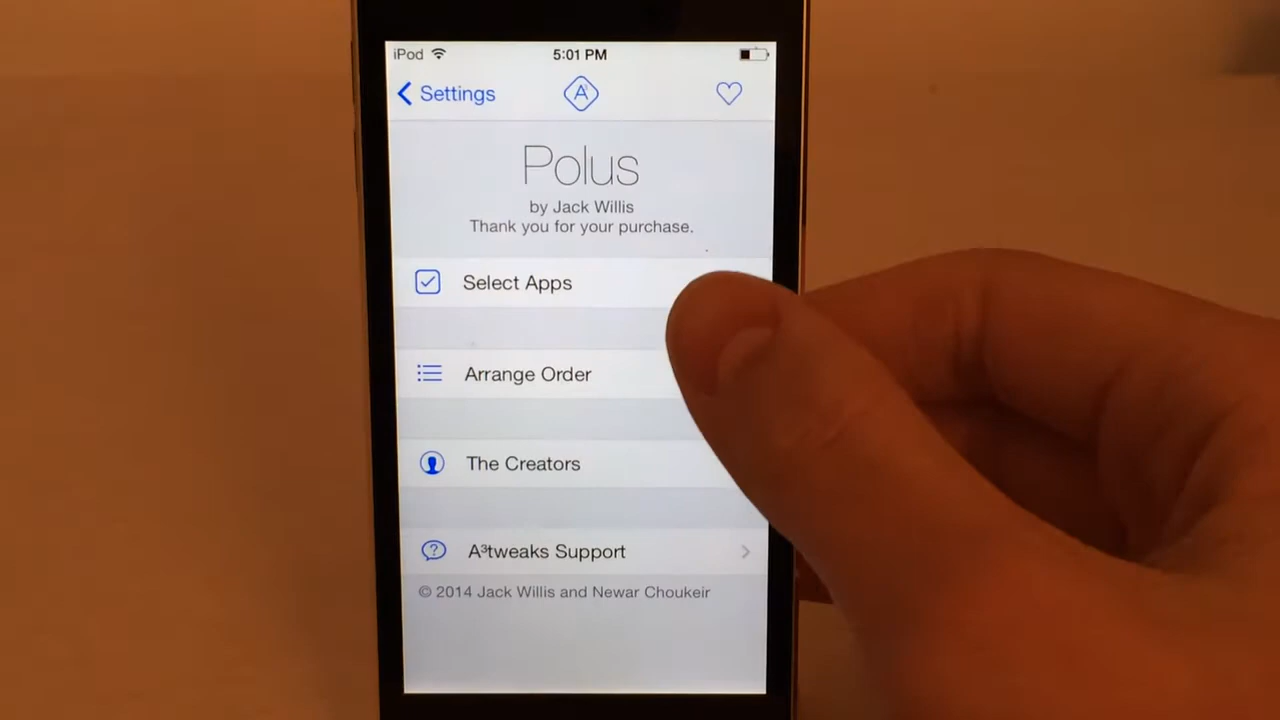 iPod 5:01 PM
Settings A
Polus
by Jack Willis
Thank you for your purchase.
Select Apps
Arrange Order
The Creators
A³tweaks Support
© 2014 Jack Willis and Newar Choukeir